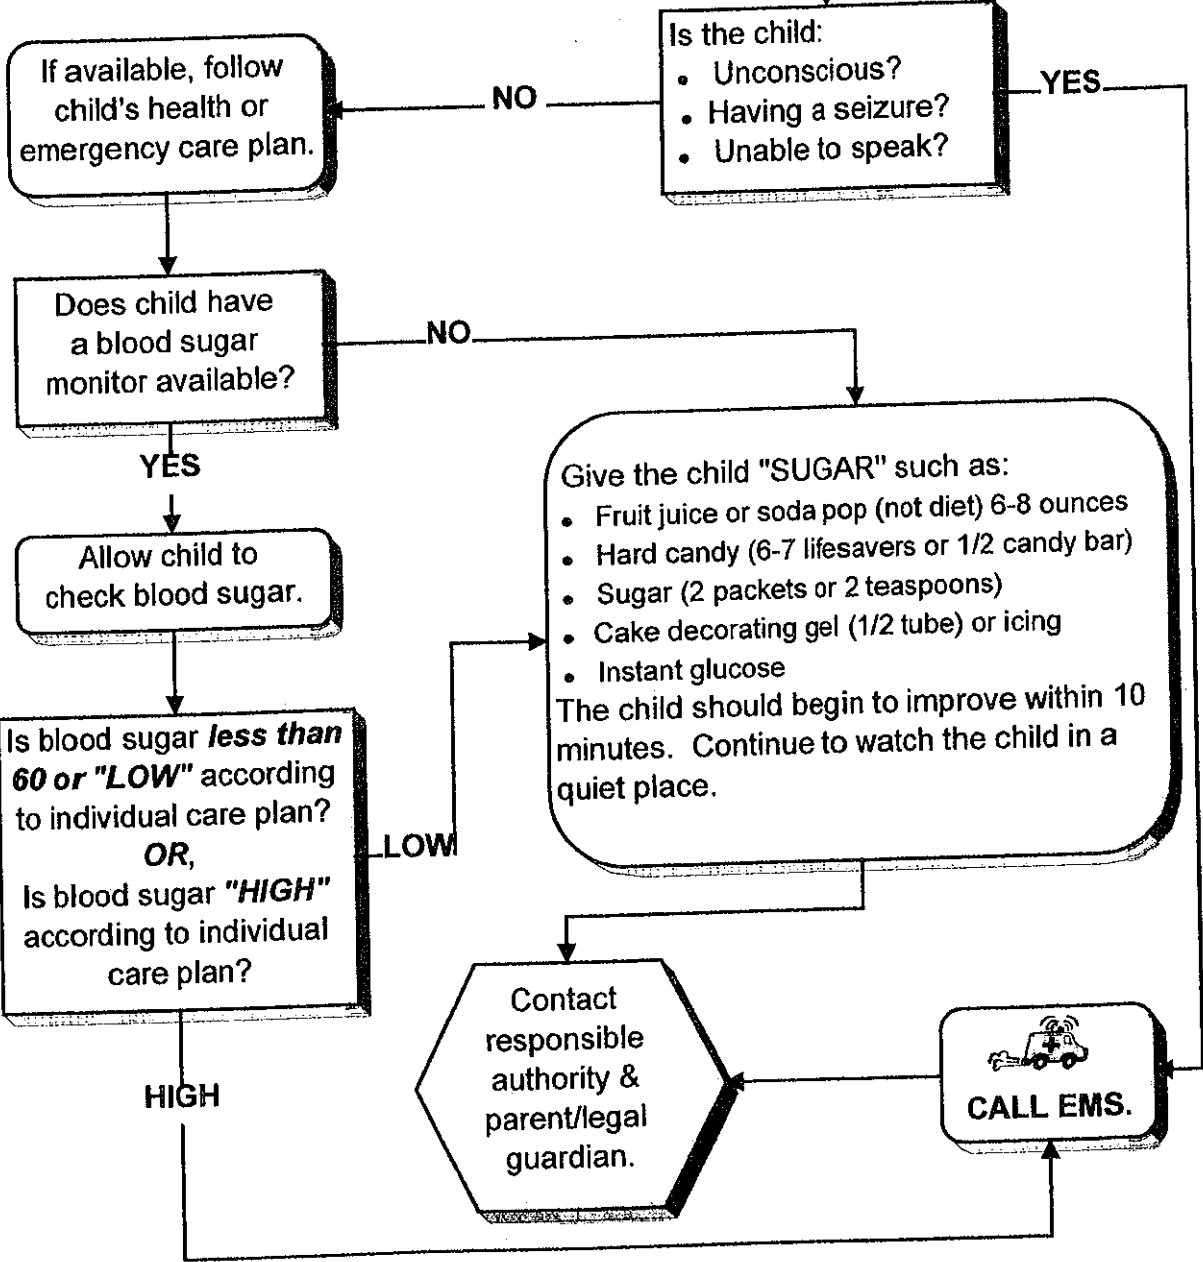 Is the child:
• Unconscious?
• Having a seizure?
• Unable to speak?
YES
NO
If available, follow
child's health or
emergency care plan.
Does child have
a blood sugar
monitor available?
NO
YES
Allow child to
check blood sugar.
Give the child "SUGAR" such as:
• Fruit juice or soda pop (not diet) 6-8 ounces
• Hard candy (6-7 lifesavers or 1/2 candy bar)
• Sugar (2 packets or 2 teaspoons)
• Cake decorating gel (1/2 tube) or icing
• Instant glucose
The child should begin to improve within 10
minutes. Continue to watch the child in a
quiet place.
Is blood sugar less than
60 or "LOW" according
to individual care plan?
OR,
Is blood sugar "HIGH"
according to individual
care plan?
LOW
HIGH
Contact
responsible
authority &
parent/legal
guardian.
CALL EMS.